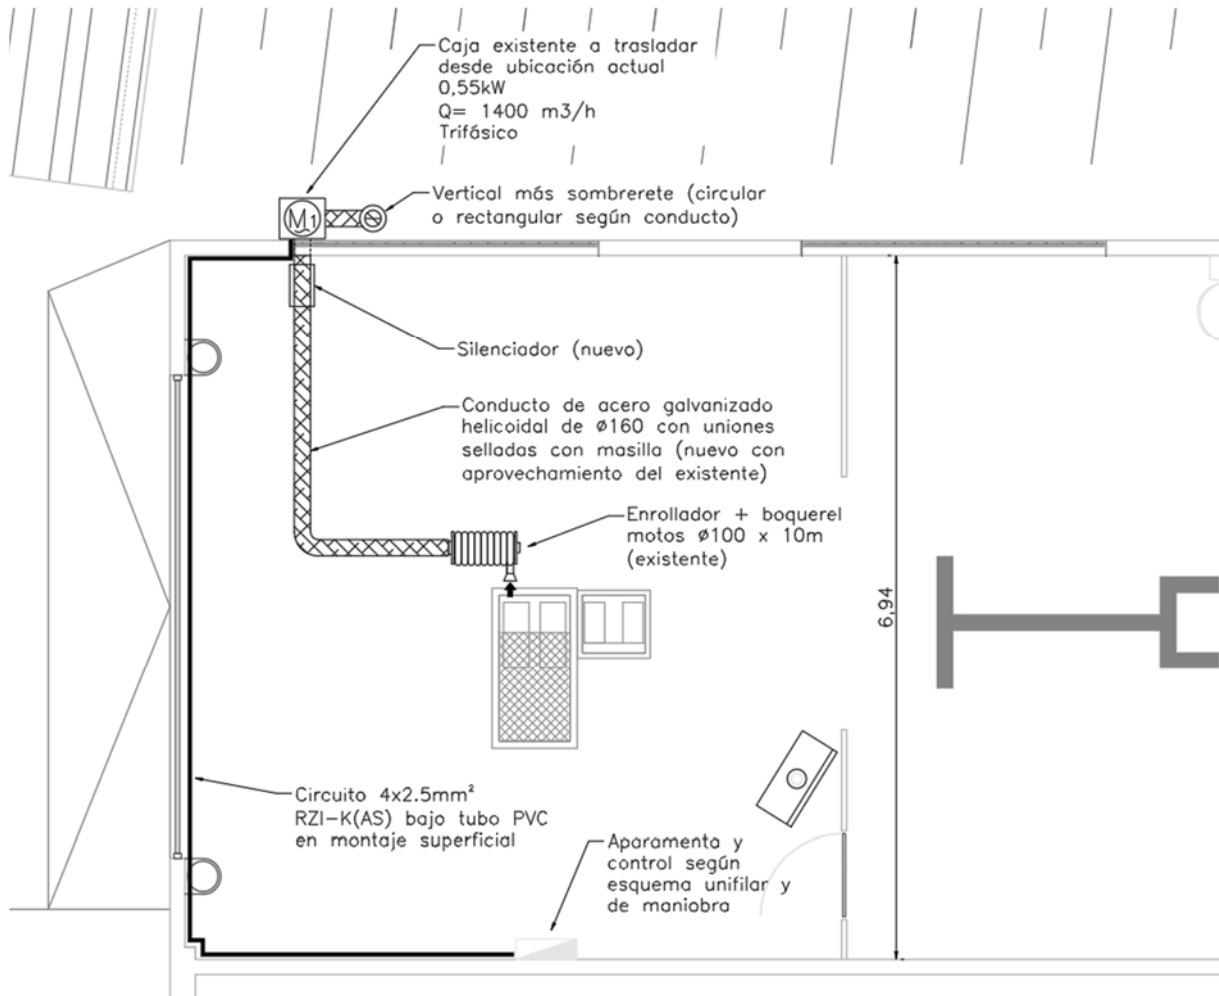 Caja existente a trasladar
desde ubicación actual
0,55kW
Q= 1400 m3/h
Trifásico
Vertical más sombrerete (circular
o rectangular según conducto)
M1
Silenciador (nuevo)
Conducto de acero galvanizado
helicoidal de ø160 con uniones
selladas con masilla (nuevo con
aprovechamiento del existente)
Enrollador + boquerel
motos ø100 x 10m
(existente)
6,94
Circuito 4x2.5mm²
RZI-K(AS) bajo tubo PVC
en montaje superficial
Aparamenta y
control según
esquema unifilar y
de maniobra